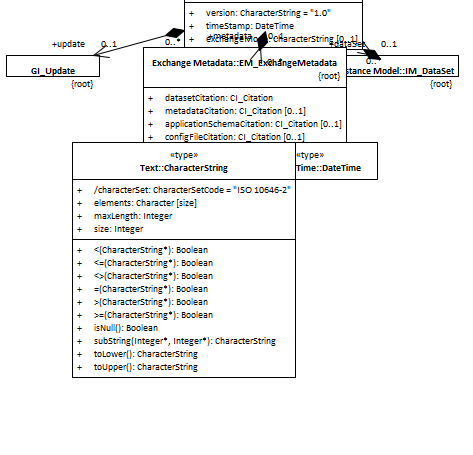 + version: CharacterString = "1.0"
+ timeStamp: DateTime
+ exchangeMode: CharacterString [0..1]
+update 0..1 0..*
+metadata 0..1
+dataSet 0..1
0..*
GI_Update
{root}
Exchange Metadata::EM_ExchangeMetadata
{root}
stance Model::IM_DataSet
{root}
+ datasetCitation: CI_Citation
+ metadataCitation: CI_Citation [0..1]
+ applicationSchemaCitation: CI_Citation [0..1]
+ configFileCitation: CI_Citation [0..1]
«type»
Text::CharacterString
«type»
Time::DateTime
+ /characterSet: CharacterSetCode = "ISO 10646-2"
+ elements: Character [size]
+ maxLength: Integer
+ size: Integer
+ <(CharacterString*): Boolean
+ <=(CharacterString*): Boolean
+ <>(CharacterString*): Boolean
+ =(CharacterString*): Boolean
+ >(CharacterString*): Boolean
+ >=(CharacterString*): Boolean
+ isNull(): Boolean
+ subString(Integer*, Integer*): CharacterString
+ toLower(): CharacterString
+ toUpper(): CharacterString